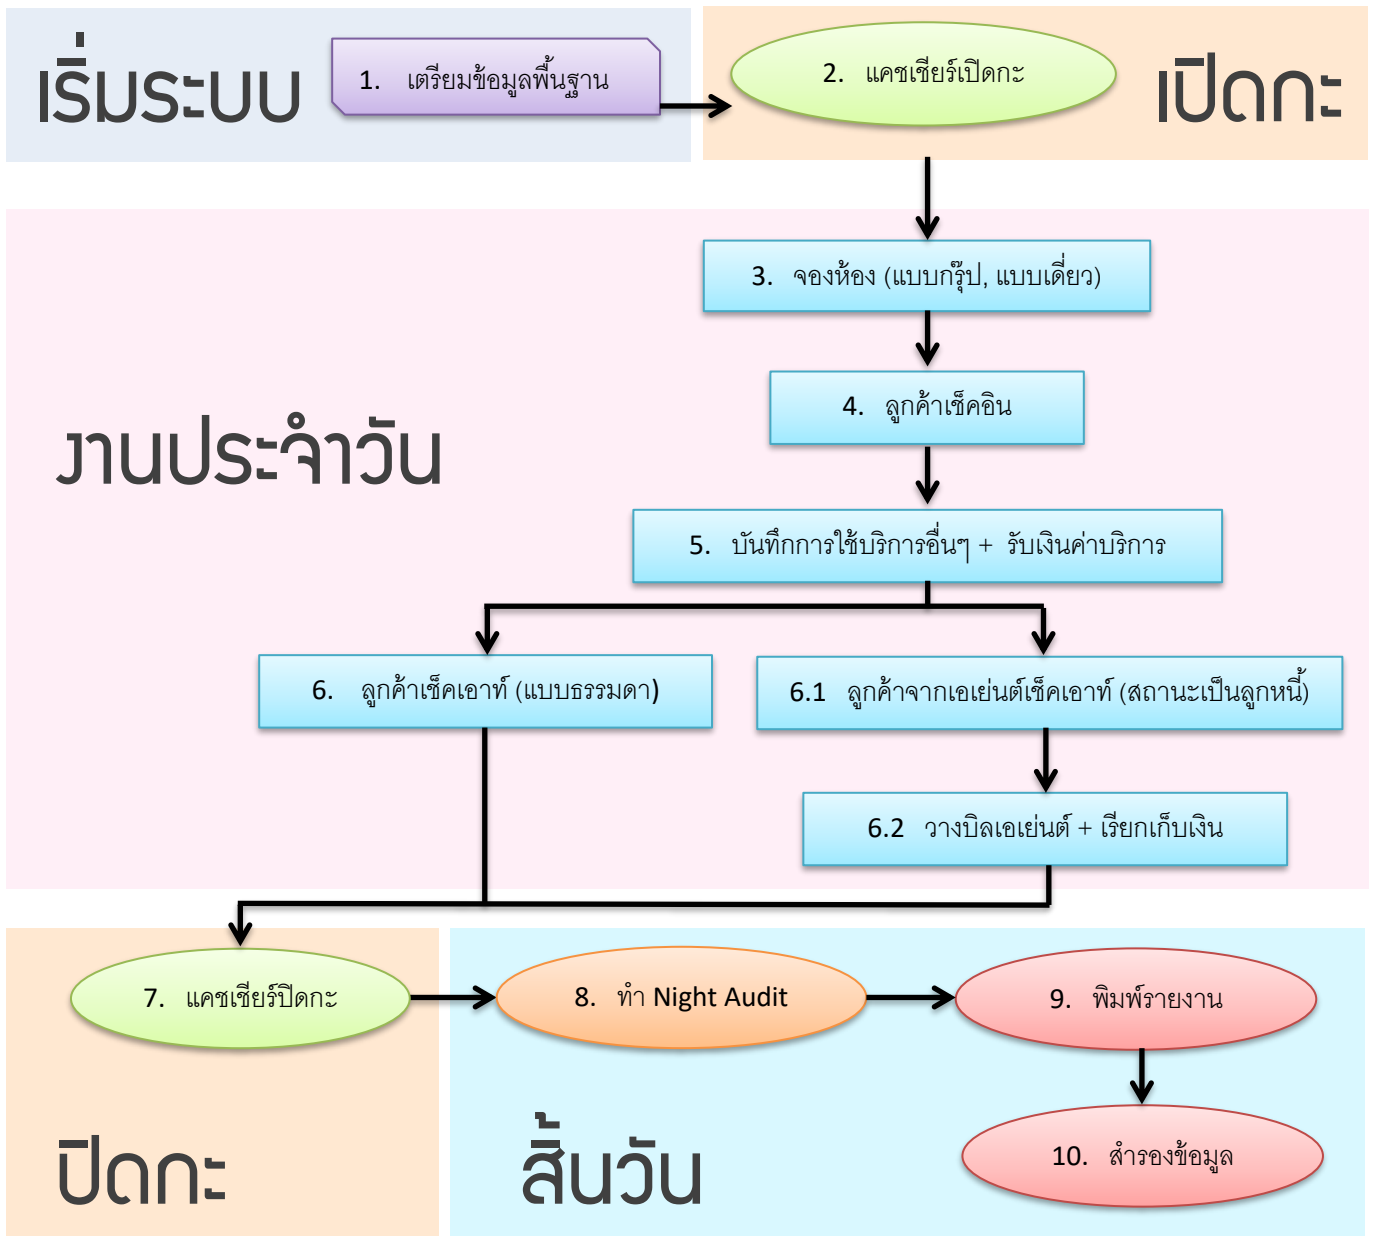 เริ่มระบบ
1. เตรียมข้อมูลพื้นฐาน
2. แคชเชียร์เปิดกะ
เปิดกะ
3. จองห้อง (แบบกรุ๊ป, แบบเดี่ยว)
4. ลูกค้าเช็คอิน
งานประจำวัน
5. บันทึกการใช้บริการอื่นๆ + รับเงินค่าบริการ
6. ลูกค้าเช็คเอาท์ (แบบธรรมดา)
6.1 ลูกค้าจากเอเย่นต์เช็คเอาท์ (สถานะเป็นลูกหนี้)
6.2 วางบิลเอเย่นต์ + เรียกเก็บเงิน
7. แคชเชียร์ปิดกะ
8. ทำ Night Audit
9. พิมพ์รายงาน
10. สำรองข้อมูล
ปิดกะ
สิ้นวัน